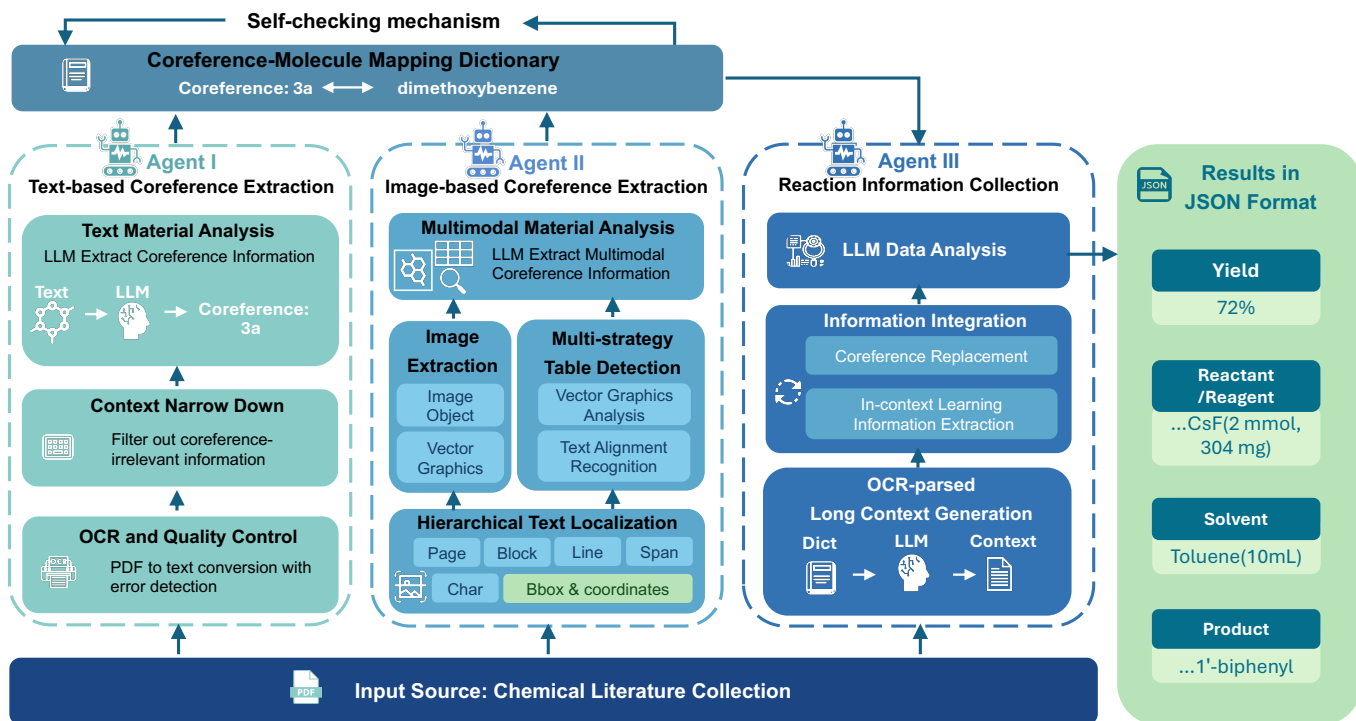 Self-checking mechanism
Coreference-Molecule Mapping Dictionary
Coreference: 3a
dimethoxybenzene
Agent I
Text-based Coreference Extraction
Text Material Analysis
LLM Extract Coreference Information
Text
LLM
Coreference:
3a
Context Narrow Down
Filter out coreference-
irrelevant information
OCR and Quality Control
OCR
PDF to text conversion with
error detection
Agent II
Image-based Coreference Extraction
Multimodal Material Analysis
LLM Extract Multimodal
Coreference Information
Image
Extraction
Image
Object
Vector
Graphics
Multi-strategy
Table Detection
Vector Graphics
Analysis
Text Alignment
Recognition
Hierarchical Text Localization
Page
Block
Line
Span
Char
Bbox & coordinates
Agent III
Reaction Information Collection
LLM Data Analysis
Information Integration
Coreference Replacement
In-context Learning
Information Extraction
OCR-parsed
Long Context Generation
Dict
LLM
Context
JSON
Results in
JSON Format
Yield
72%
Reactant
/Reagent
...CsF(2 mmol,
304 mg)
Solvent
Toluene(10mL)
Product
...1'-biphenyl
PDF
Input Source: Chemical Literature Collection